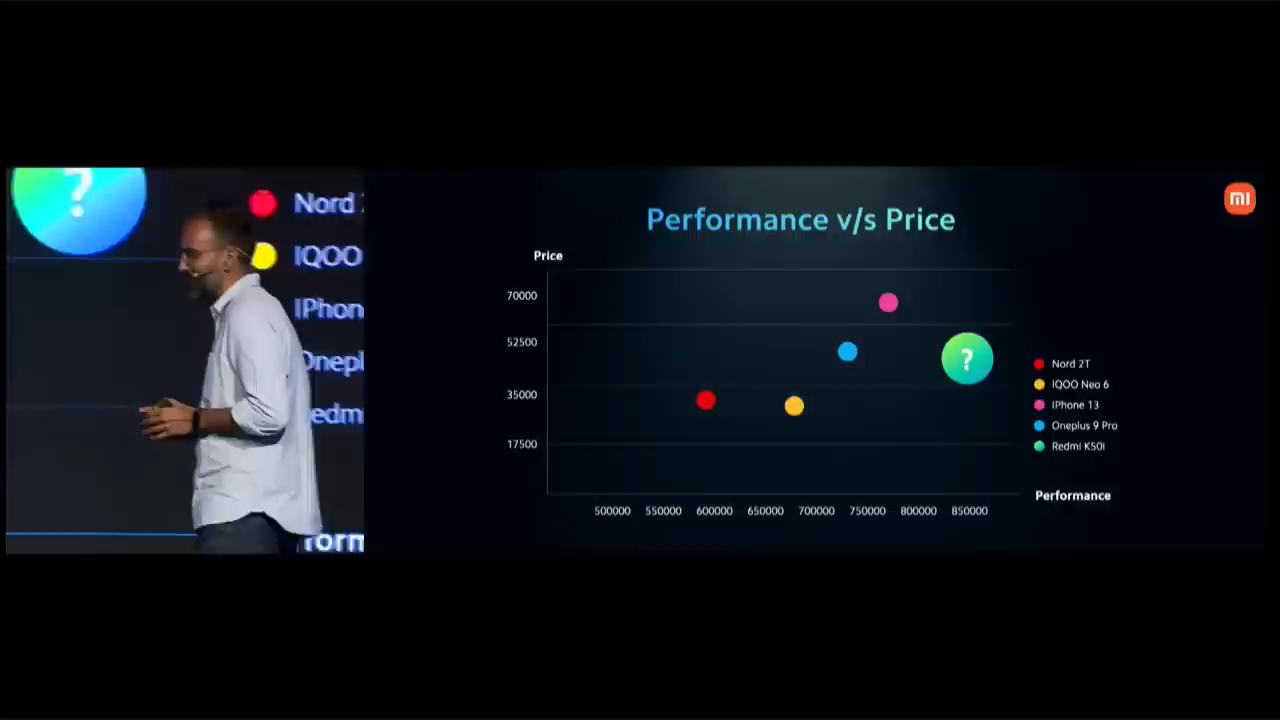 ?
Nord
IQOO
IPhon
Onepl
edm
form
mi
Performance v/s Price
Price
70000
52500
35000
17500
?
Nord 2T
IQOO Neo 6
IPhone 13
Oneplus 9 Pro
Redmi K50I
Performance
500000 550000 600000 650000 700000 750000 800000 850000